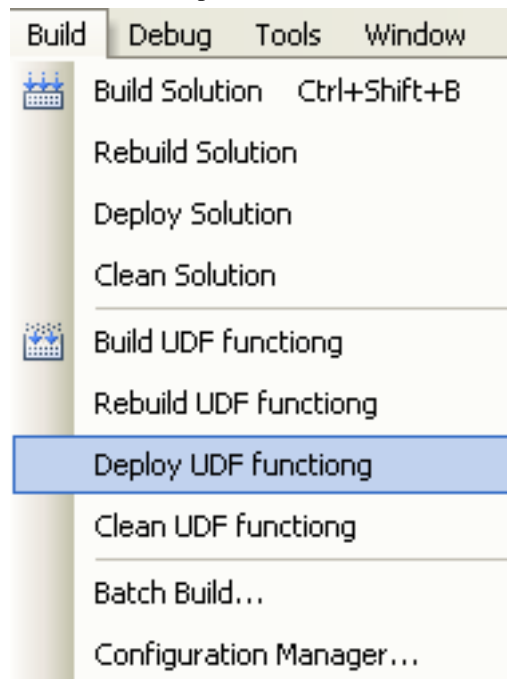 Build Debug Tools Window
Build Solution Ctrl+Shift+B
Rebuild Solution
Deploy Solution
Clean Solution
Build UDF functiong
Rebuild UDF functiong
Deploy UDF functiong
Clean UDF functiong
Batch Build...
Configuration Manager...